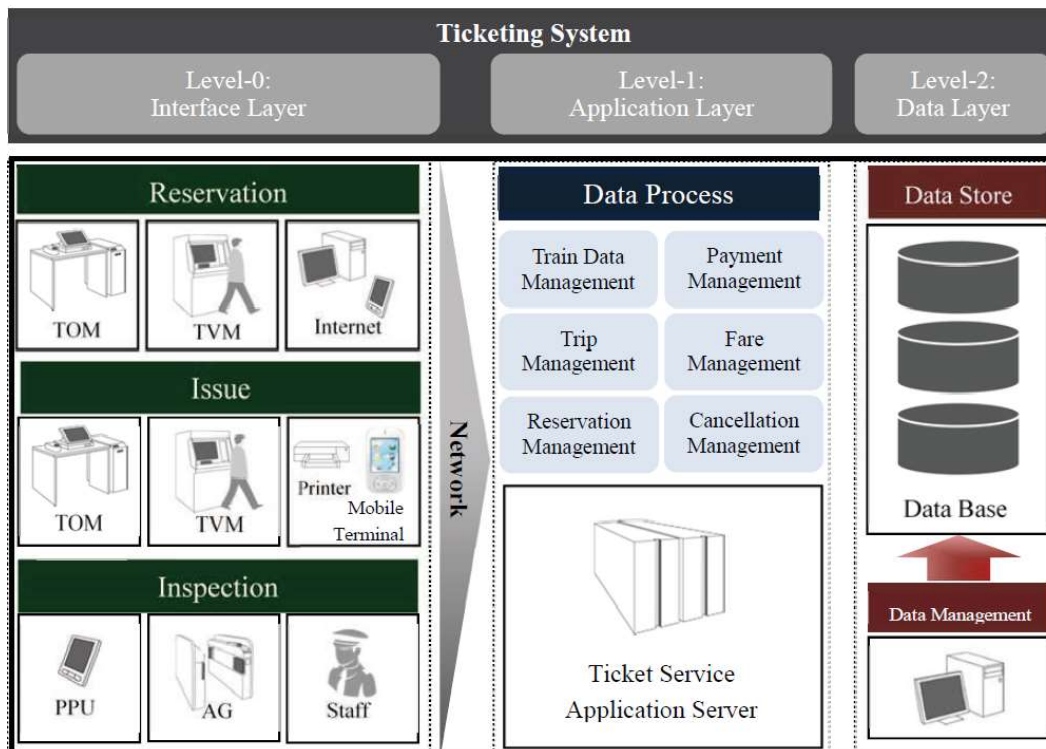 Ticketing System
Level-0:
Interface Layer
Level-1:
Application Layer
Level-2:
Data Layer
Reservation
TOM
TVM
Internet
Issue
TOM
TVM
Printer
Mobile
Terminal
Inspection
PPU
AG
Staff
Network
Data Process
Train Data
Management
Payment
Management
Trip
Management
Fare
Management
Reservation
Management
Cancellation
Management
Ticket Service
Application Server
Data Store
Data Base
Data Management